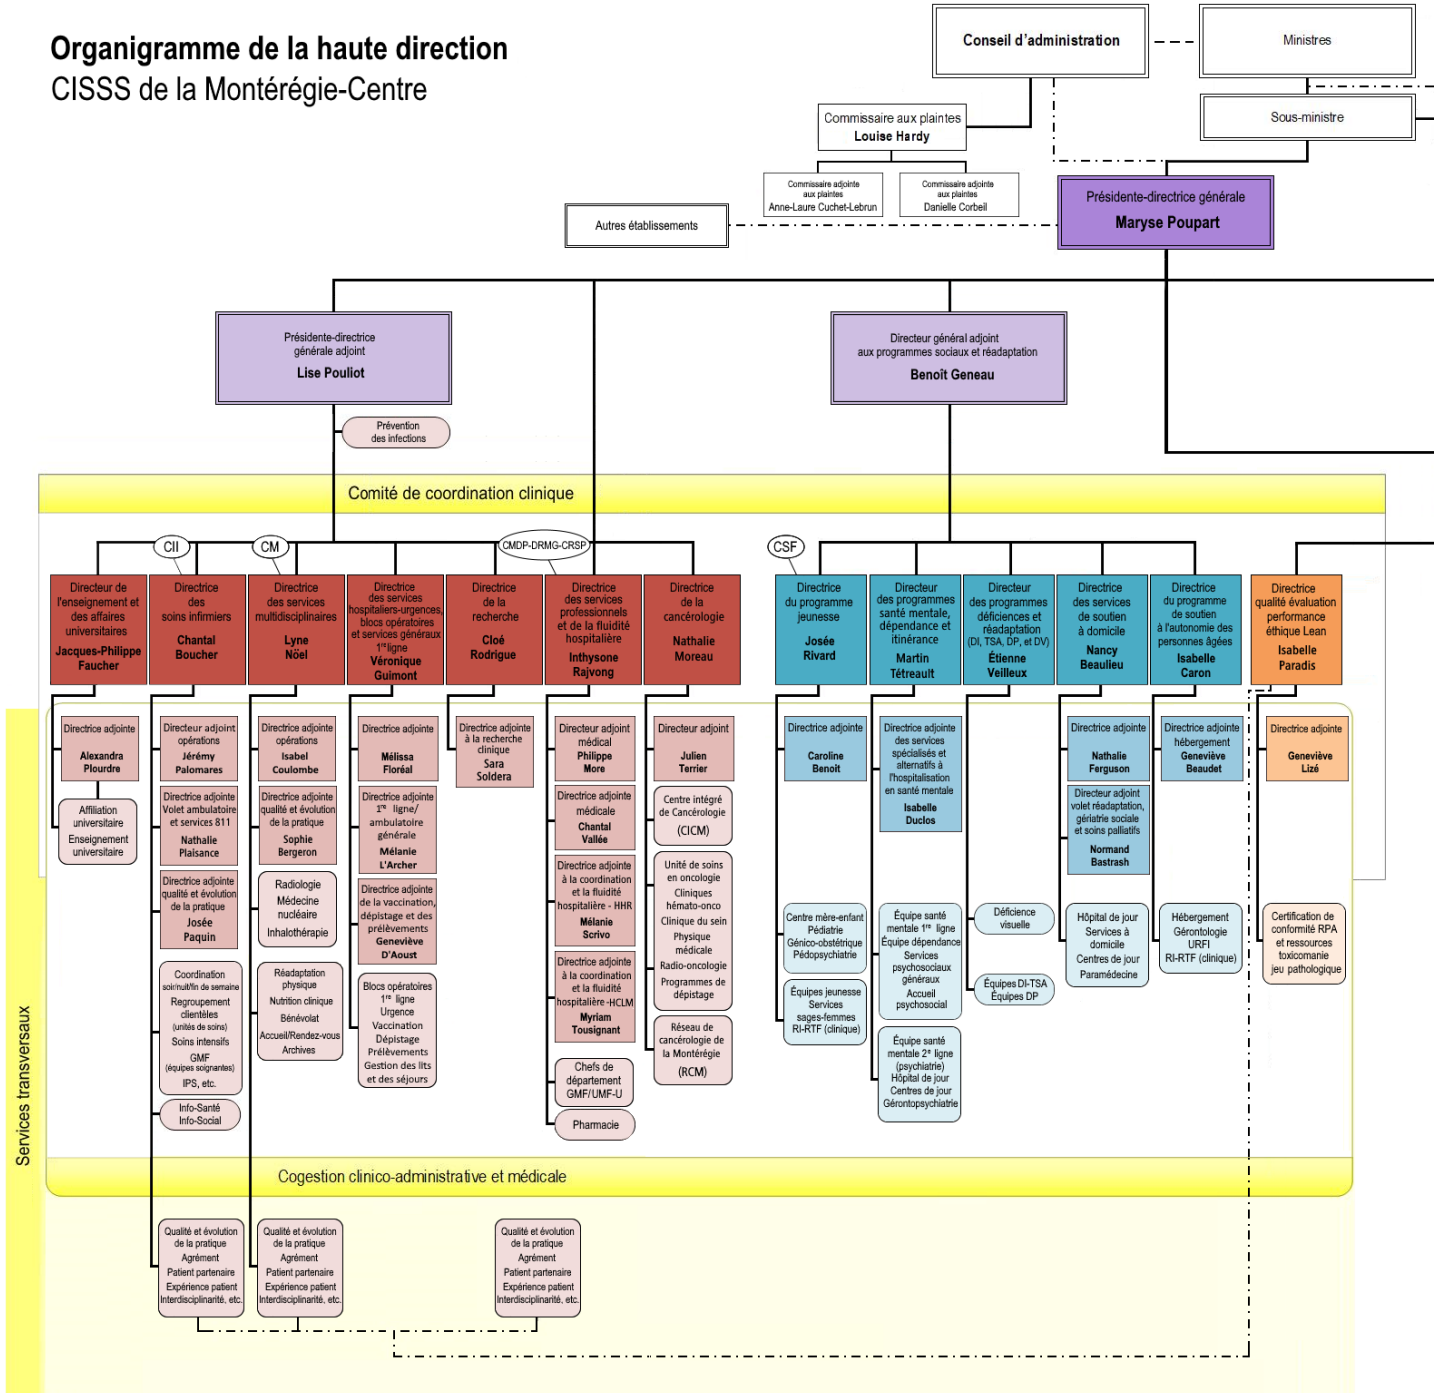 Organigramme de la haute direction
CISSS de la Montérégie-Centre
Conseil d'administration
Ministres
Sous-ministre
Commissaire aux plaintes
Louise Hardy
Commissaire adjointe
aux plaintes
Anne-Laure Cuchet-Lebrun
Commissaire adjointe
aux plaintes
Danielle Corbeil
Autres établissements
Présidente-directrice générale
Maryse Poupart
Présidente-directrice
générale adjoint
Lise Pouliot
Directeur général adjoint
aux programmes sociaux et réadaptation
Benoît Geneau
Prévention
des infections
Comité de coordination clinique
CII
CM
CMDP-DRMG-CRSP
CSF
Directeur de
l'enseignement et
des affaires
universitaires
Jacques-Philippe
Faucher
Directrice
des
soins infirmiers
Chantal
Boucher
Directrice
des services
multidisciplinaires
Lyne
Nöel
Directrice
des services
hospitaliers-urgences,
blocs opératoires
et services généraux
1re ligne
Véronique
Guimont
Directrice
de la
recherche
Cloé
Rodrigue
Directrice
des services
professionnels
et de la fluidité
hospitalière
Inthysone
Rajvong
Directrice
de la
cancérologie
Nathalie
Moreau
Directrice
du programme
jeunesse
Josée
Rivard
Directeur
des programmes
santé mentale,
dépendance et
itinérance
Martin
Tétreault
Directeur
des programmes
déficiences et
réadaptation
(DI, TSA, DP, et DV)
Étienne
Veilleux
Directrice
des services
de soutien
à domicile
Nancy
Beaulieu
Directrice
du programme
de soutien
à l'autonomie des
personnes âgées
Isabelle
Caron
Directrice
qualité évaluation
performance
éthique Lean
Isabelle
Paradis
Directrice adjointe
Alexandra
Plourdre
Affiliation
universitaire
Enseignement
universitaire
Directeur adjoint
opérations
Jérémy
Palomares
Directrice adjointe
Volet ambulatoire
et services 811
Nathalie
Plaisance
Directrice adjointe
qualité et évolution
de la pratique
Josée
Paquin
Coordination
soir/nuit/fin de semaine
Regroupement
clientèles
(unités de soins)
Soins intensifs
GMF
(équipes soignantes)
IPS, etc.
Info-Santé
Info-Social
Directrice adjointe
opérations
Isabel
Coulombe
Directrice adjointe
qualité et évolution
de la pratique
Sophie
Bergeron
Radiologie
Médecine
nucléaire
Inhalothérapie
Réadaptation
physique
Nutrition clinique
Bénévolat
Accueil/Rendez-vous
Archives
Directrice adjointe
Mélissa
Floréal
Directrice adjointe
1re ligne/
ambulatoire
générale
Mélanie
L'Archer
Directrice adjointe
de la vaccination,
dépistage et des
prélèvements
Geneviève
D'Aoust
Blocs opératoires
1re ligne
Urgence
Vaccination
Dépistage
Prélèvements
Gestion des lits
et des séjours
Directrice adjointe
à la recherche
clinique
Sara
Soldera
Directeur adjoint
médical
Philippe
More
Directrice adjointe
médicale
Chantal
Vallée
Directrice adjointe
à la coordination
et la fluidité
hospitalière - HHR
Mélanie
Scrivo
Directrice adjointe
à la coordination
et la fluidité
hospitalière -HCLM
Myriam
Tousignant
Chefs de
département
GMF/UMF-U
Pharmacie
Directeur adjoint
Julien
Terrier
Centre intégré
de Cancérologie
(CICM)
Unité de soins
en oncologie
Cliniques
hémato-onco
Clinique du sein
Physique
médicale
Radio-oncologie
Programmes de
dépistage
Réseau de
cancérologie de
la Montérégie
(RCM)
Directrice adjointe
Caroline
Benoit
Centre mère-enfant
Pédiatrie
Génico-obstétrique
Pédopsychiatrie
Équipes jeunesse
Services
sages-femmes
RI-RTF (clinique)
Directrice adjointe
des services
spécialisés et
alternatifs à
l'hospitalisation
en santé mentale
Isabelle
Duclos
Équipe santé
mentale 1re ligne
Équipe dépendance
Services
psychosociaux
généraux
Accueil
psychosocial
Équipe santé
mentale 2e ligne
(psychiatrie)
Hôpital de jour
Centres de jour
Gérontopsychiatrie
Déficience
visuelle
Équipes DI-TSA
Équipes DP
Directrice adjointe
Nathalie
Ferguson
Directeur adjoint
volet réadaptation,
gériatrie sociale
et soins palliatifs
Normand
Bastrash
Hôpital de jour
Services à
domicile
Centres de jour
Paramédecine
Directrice adjointe
hébergement
Geneviève
Beaudet
Hébergement
Gérontologie
URFI
RI-RTF (clinique)
Directrice adjointe
Geneviève
Lizé
Certification de
conformité RPA
et ressources
toxicomanie
jeu pathologique
Services transversaux
Cogestion clinico-administrative et médicale
Qualité et évolution
de la pratique
Agrément
Patient partenaire
Expérience patient
Interdisciplinarité, etc.
Qualité et évolution
de la pratique
Agrément
Patient partenaire
Expérience patient
Interdisciplinarité, etc.
Qualité et évolution
de la pratique
Agrément
Patient partenaire
Expérience patient
Interdisciplinarité, etc.